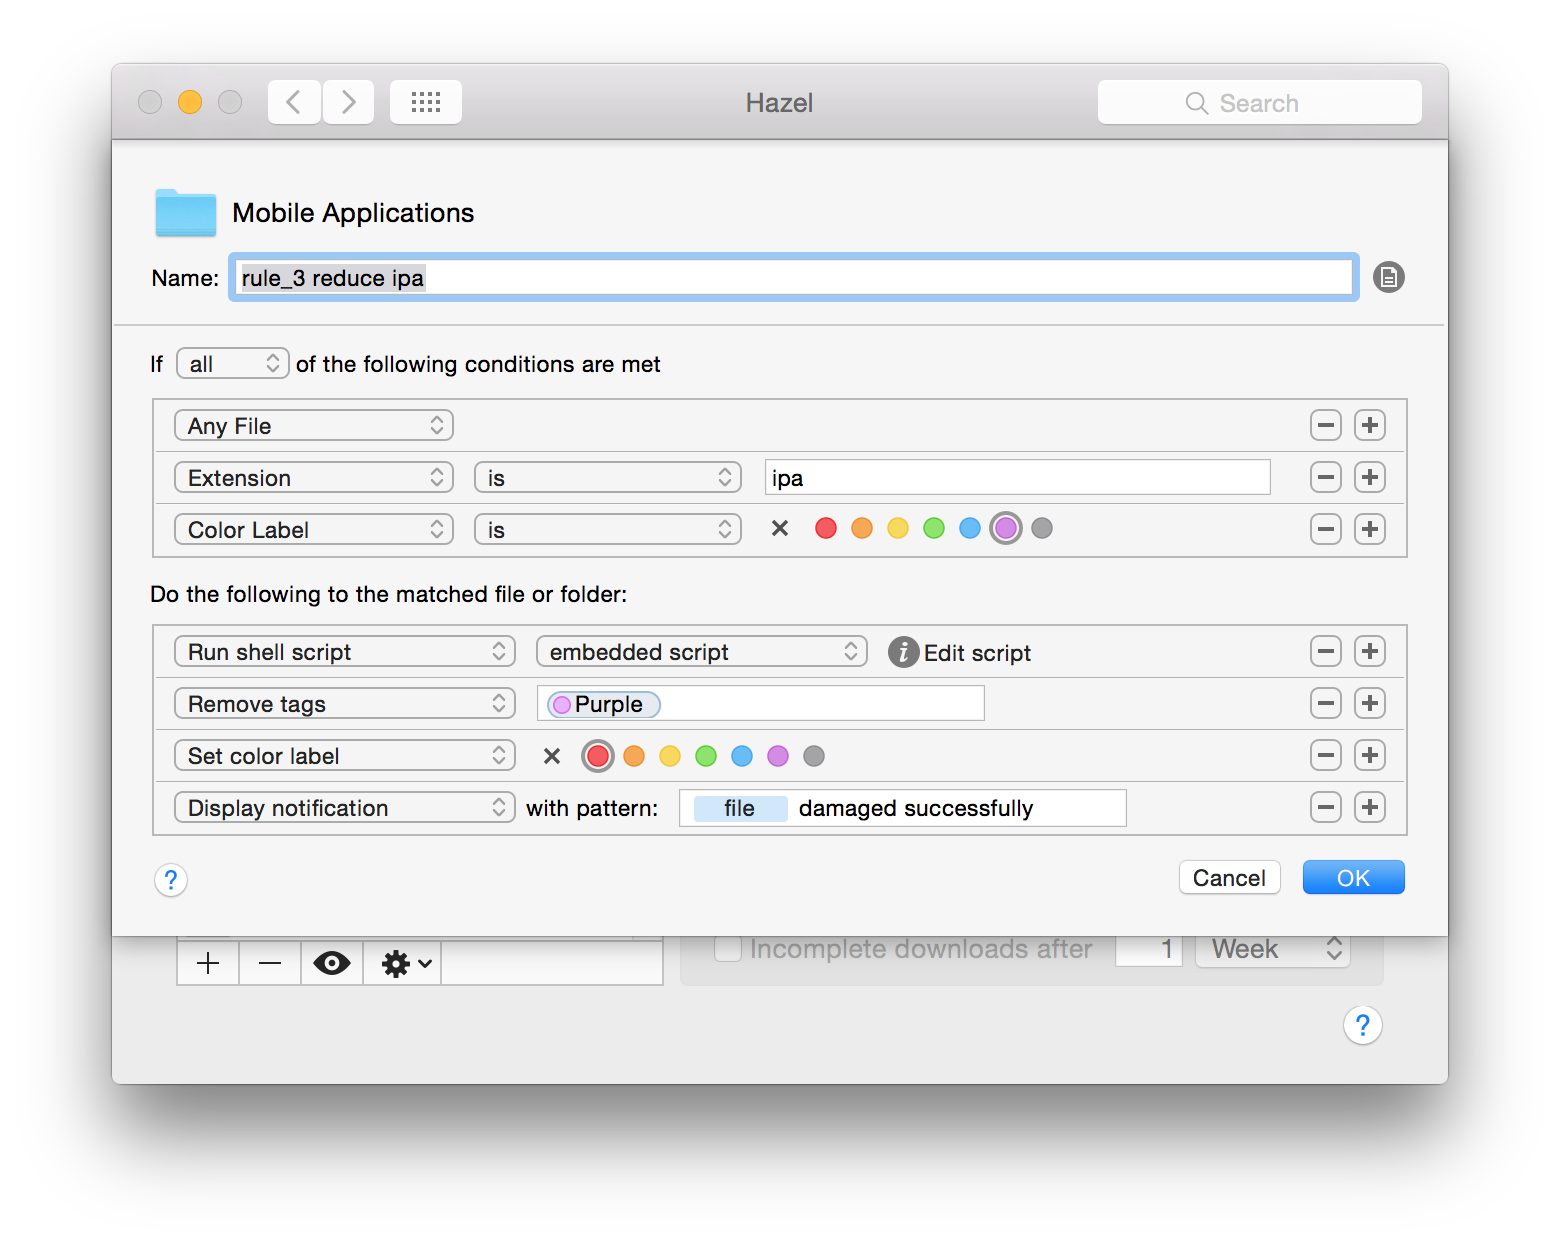 Hazel
Search
Mobile Applications
Name: rule_3 reduce ipa
If all of the following conditions are met
Any File
Extension is ipa
Color Label is
Do the following to the matched file or folder:
Run shell script embedded script i Edit script
Remove tags Purple
Set color label
Display notification with pattern: file damaged successfully
? Cancel OK
Incomplete downloads after 1 Week
?